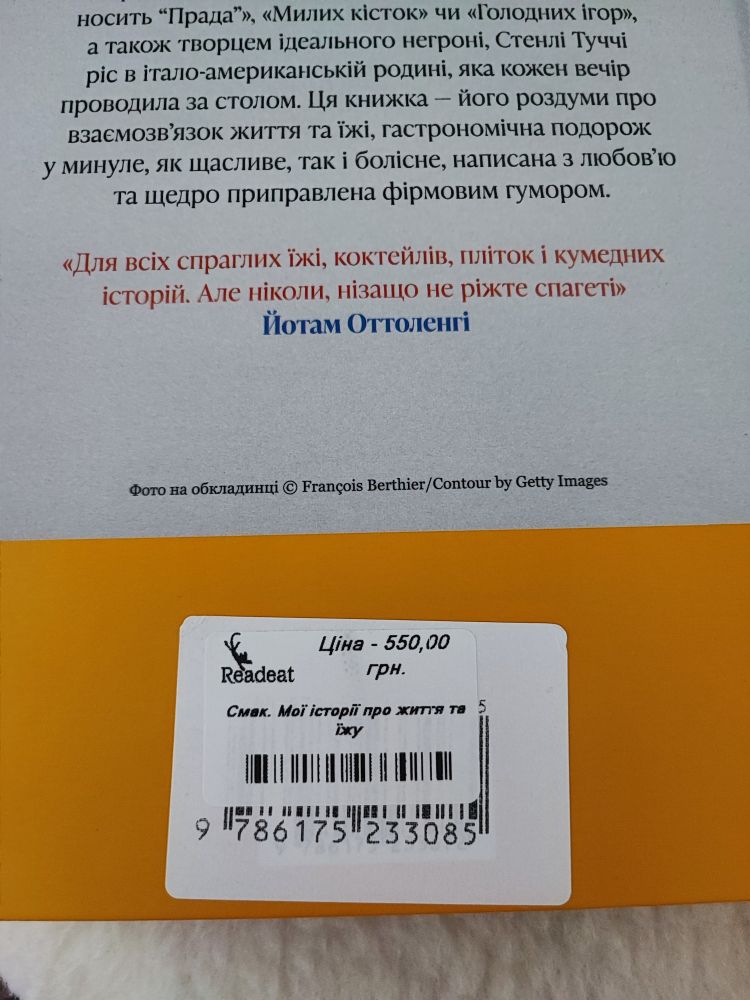 носить “Прада”», «Милих кісток» чи «Голодних ігор»,
а також творцем ідеального негроні, Стенлі Туччі
ріс в італо-американській родині, яка кожен вечір
проводила за столом. Ця книжка — його роздуми про
взаємозв'язок життя та їжі, гастрономічна подорож
у минуле, як щасливе, так і болісне, написана з любов'ю
та щедро приправлена фірмовим гумором.
«Для всіх спраглих їжі, коктейлів, пліток і кумедних
історій. Але ніколи, нізащо не ріжте спагеті»
Йотам Оттоленгі
Фото на обкладинці © François Berthier/Contour by Getty Images
Ціна - 550,00
грн.
Readeat
Смак. Мої історії про життя та
їжу
5
9 786175 233085